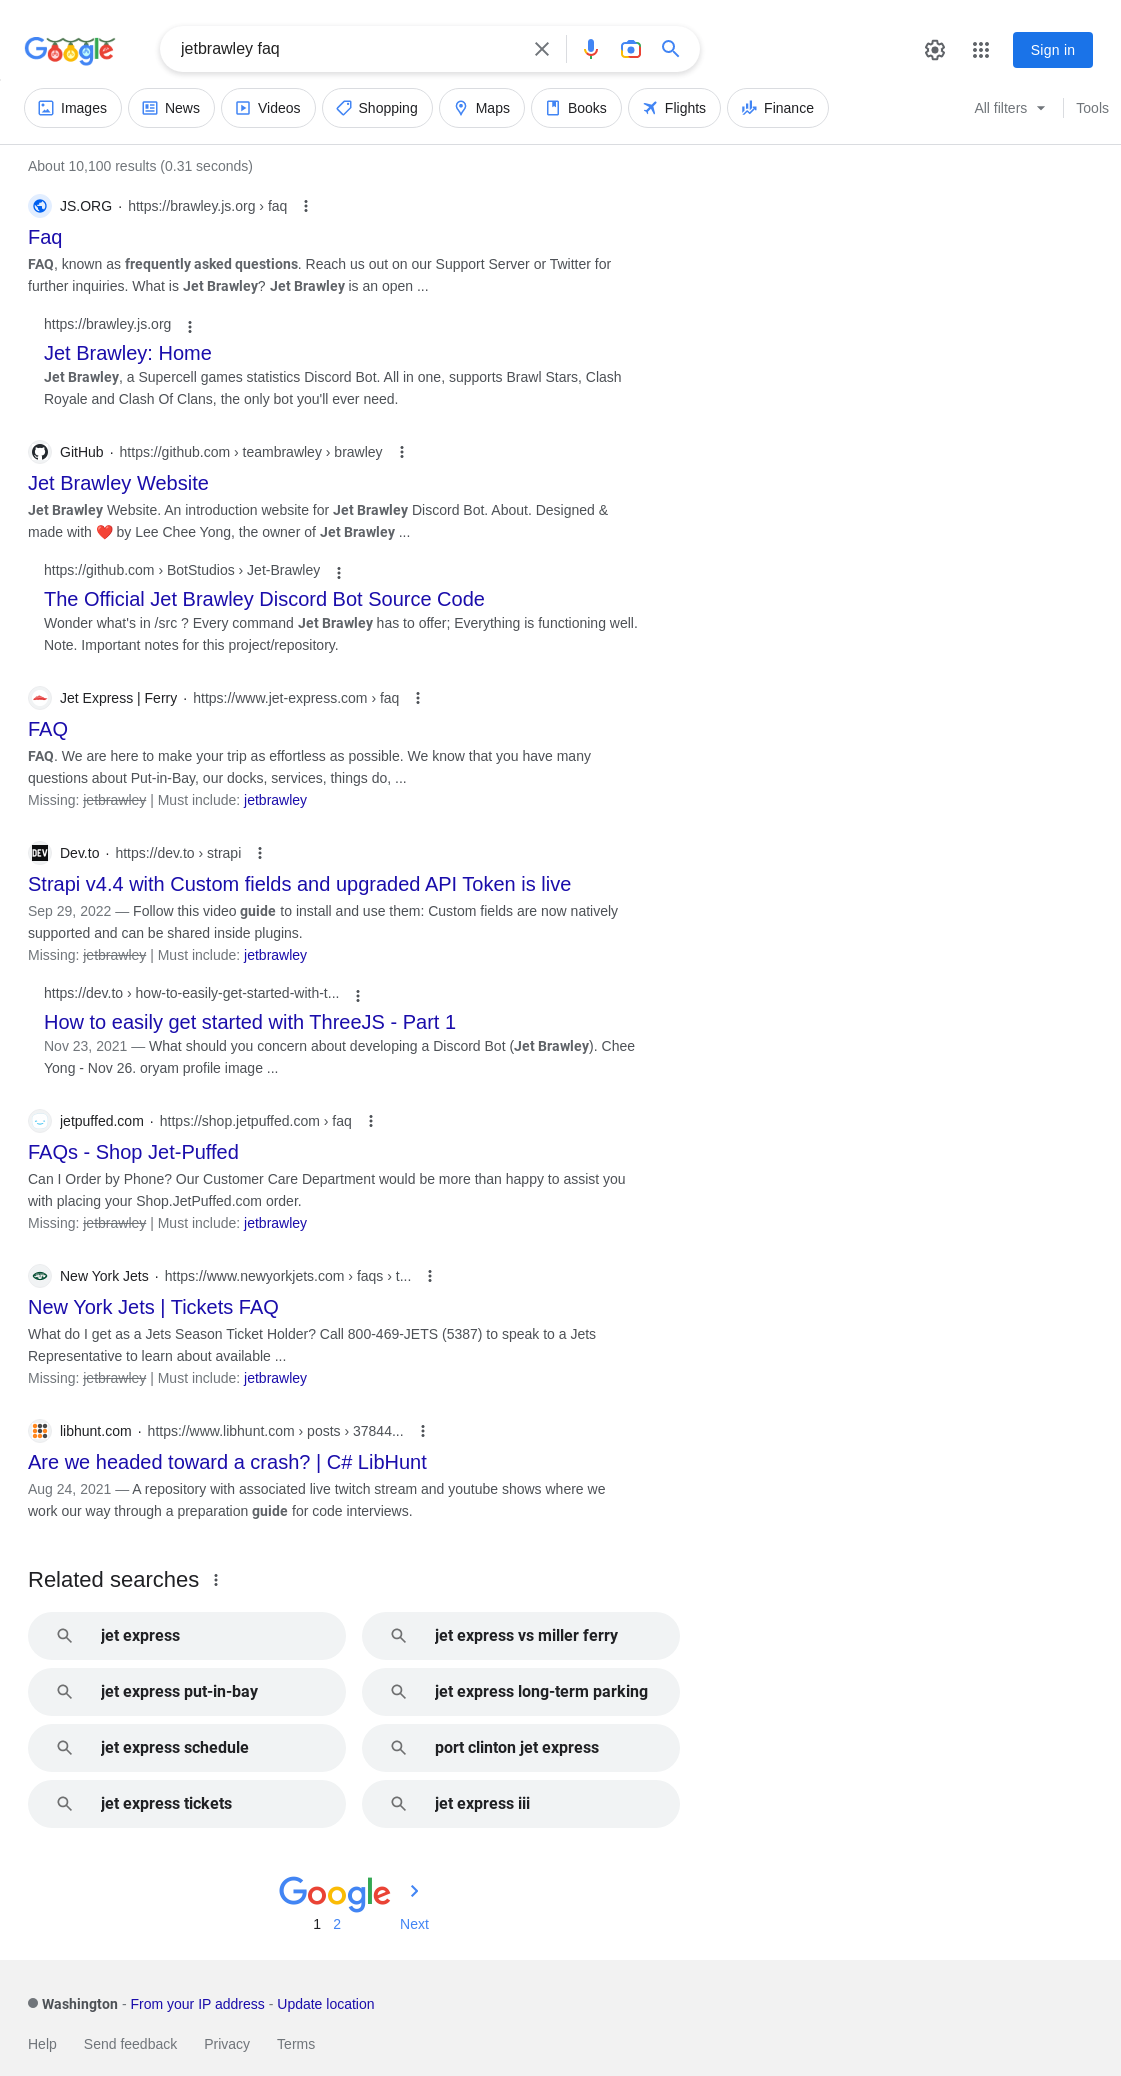 Google
jetbrawley faq
Sign in
Images
News
Videos
Shopping
Maps
Books
Flights
Finance
All filters
Tools
About 10,100 results (0.31 seconds)
JS.ORG · https://brawley.js.org › faq
Faq
FAQ, known as frequently asked questions. Reach us out on our Support Server or Twitter for
further inquiries. What is Jet Brawley? Jet Brawley is an open ...
https://brawley.js.org
Jet Brawley: Home
Jet Brawley, a Supercell games statistics Discord Bot. All in one, supports Brawl Stars, Clash
Royale and Clash Of Clans, the only bot you'll ever need.
GitHub · https://github.com › teambrawley › brawley
Jet Brawley Website
Jet Brawley Website. An introduction website for Jet Brawley Discord Bot. About. Designed &
made with ❤️ by Lee Chee Yong, the owner of Jet Brawley ...
https://github.com › BotStudios › Jet-Brawley
The Official Jet Brawley Discord Bot Source Code
Wonder what's in /src ? Every command Jet Brawley has to offer; Everything is functioning well.
Note. Important notes for this project/repository.
Jet Express | Ferry · https://www.jet-express.com › faq
FAQ
FAQ. We are here to make your trip as effortless as possible. We know that you have many
questions about Put-in-Bay, our docks, services, things do, ...
Missing: jetbrawley | Must include: jetbrawley
DEV
Dev.to · https://dev.to › strapi
Strapi v4.4 with Custom fields and upgraded API Token is live
Sep 29, 2022 — Follow this video guide to install and use them: Custom fields are now natively
supported and can be shared inside plugins.
Missing: jetbrawley | Must include: jetbrawley
https://dev.to › how-to-easily-get-started-with-t...
How to easily get started with ThreeJS - Part 1
Nov 23, 2021 — What should you concern about developing a Discord Bot (Jet Brawley). Chee
Yong - Nov 26. oryam profile image ...
jetpuffed.com · https://shop.jetpuffed.com › faq
FAQs - Shop Jet-Puffed
Can I Order by Phone? Our Customer Care Department would be more than happy to assist you
with placing your Shop.JetPuffed.com order.
Missing: jetbrawley | Must include: jetbrawley
New York Jets · https://www.newyorkjets.com › faqs › t...
New York Jets | Tickets FAQ
What do I get as a Jets Season Ticket Holder? Call 800-469-JETS (5387) to speak to a Jets
Representative to learn about available ...
Missing: jetbrawley | Must include: jetbrawley
libhunt.com · https://www.libhunt.com › posts › 37844...
Are we headed toward a crash? | C# LibHunt
Aug 24, 2021 — A repository with associated live twitch stream and youtube shows where we
work our way through a preparation guide for code interviews.
Related searches
jet express
jet express vs miller ferry
jet express put-in-bay
jet express long-term parking
jet express schedule
port clinton jet express
jet express tickets
jet express iii
Google
1 2 Next
Washington - From your IP address - Update location
Help Send feedback Privacy Terms